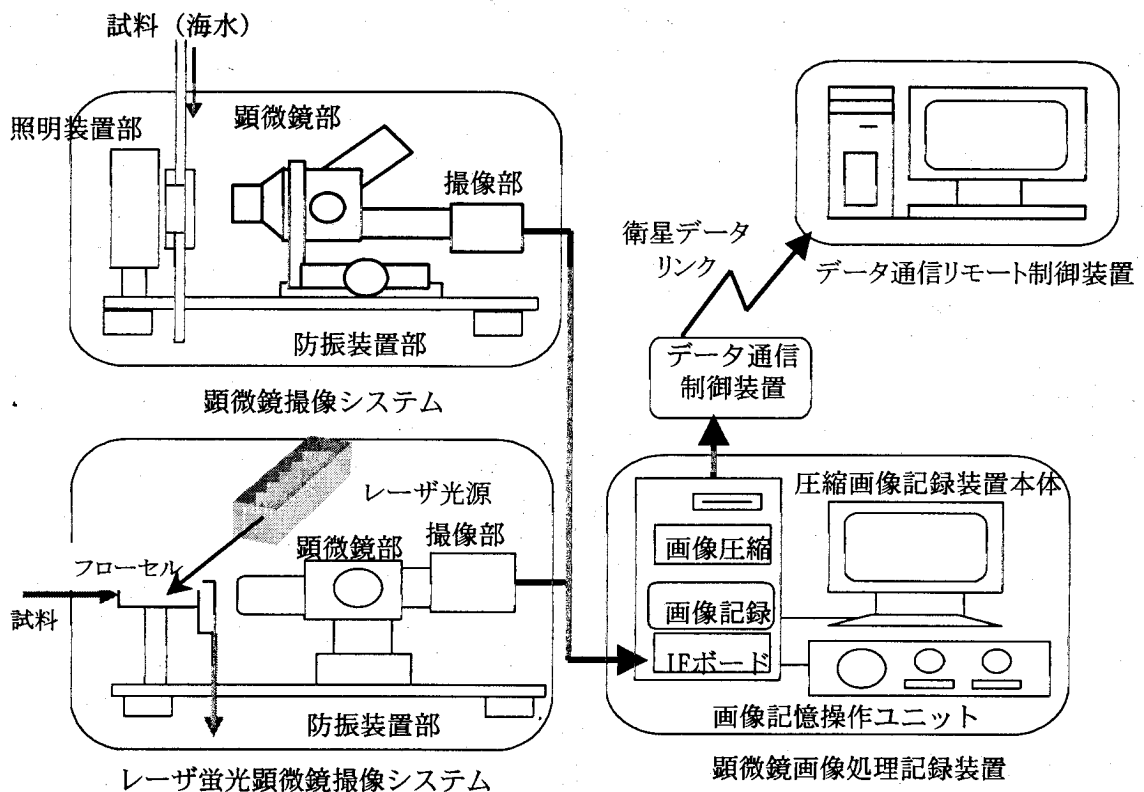 試料（海水）
照明装置部
顕微鏡部
撮像部
防振装置部
顕微鏡撮像システム
レーザ光源
顕微鏡部
撮像部
フローセル
試料
防振装置部
レーザ蛍光顕微鏡撮像システム
衛星データ
リンク
データ通信リモート制御装置
データ通信
制御装置
圧縮画像記録装置本体
画像圧縮
画像記録
IFボード
画像記憶操作ユニット
顕微鏡画像処理記録装置